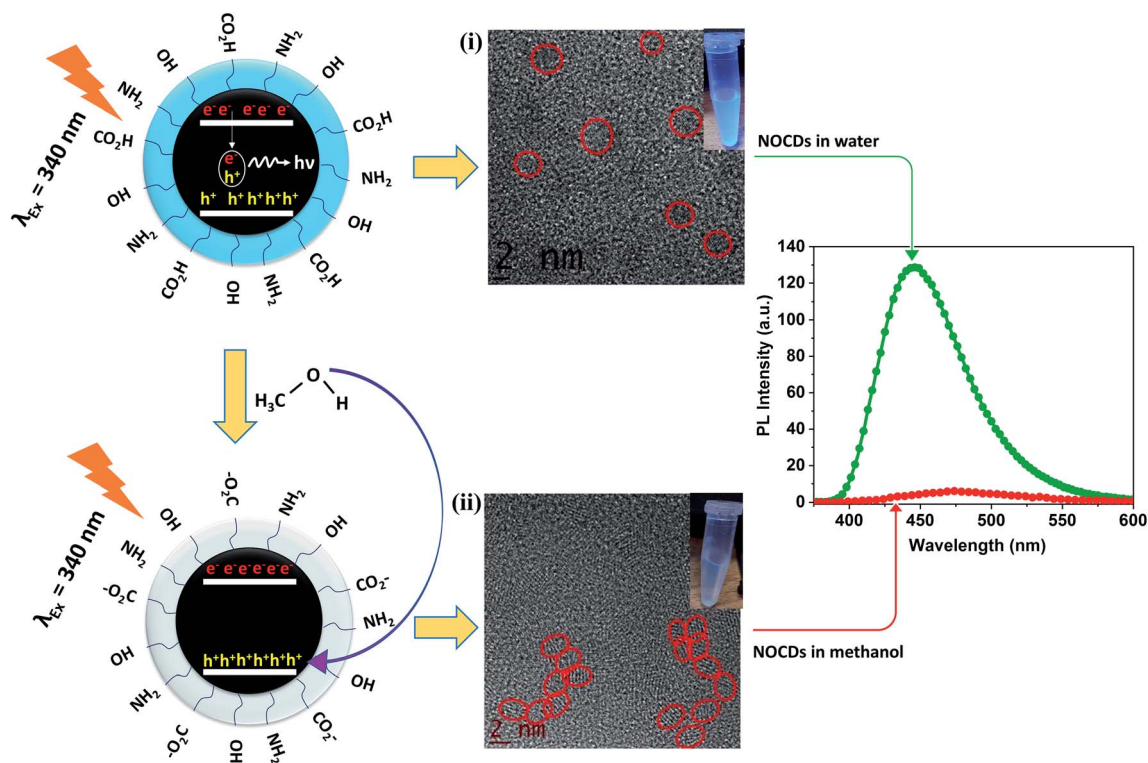 CO₂H
NH₂
OH
OH
NH₂
CO₂H
λEx = 340 nm
CO₂H
NH₂
OH
OH
NH₂
CO₂H
CO₂H
OH
NH₂
e⁻ e⁻ e⁻ e⁻ e⁻
e⁻
h⁺
hν
h⁺ h⁺ h⁺ h⁺ h⁺
(i)
2 nm
NOCDs in water
H₃C
O
H
λEx = 340 nm
-O₂C
NH₂
OH
OH
NH₂
CO₂-
-O₂C
NH₂
OH
OH
NH₂
CO₂-
-O₂C
OH
NH₂
e⁻ e⁻ e⁻ e⁻ e⁻ e⁻
h⁺h⁺h⁺h⁺h⁺h⁺
(ii)
2 nm
NOCDs in methanol
PL Intensity (a.u.)
140
120
100
80
60
40
20
0
400 450 500 550 600
Wavelength (nm)